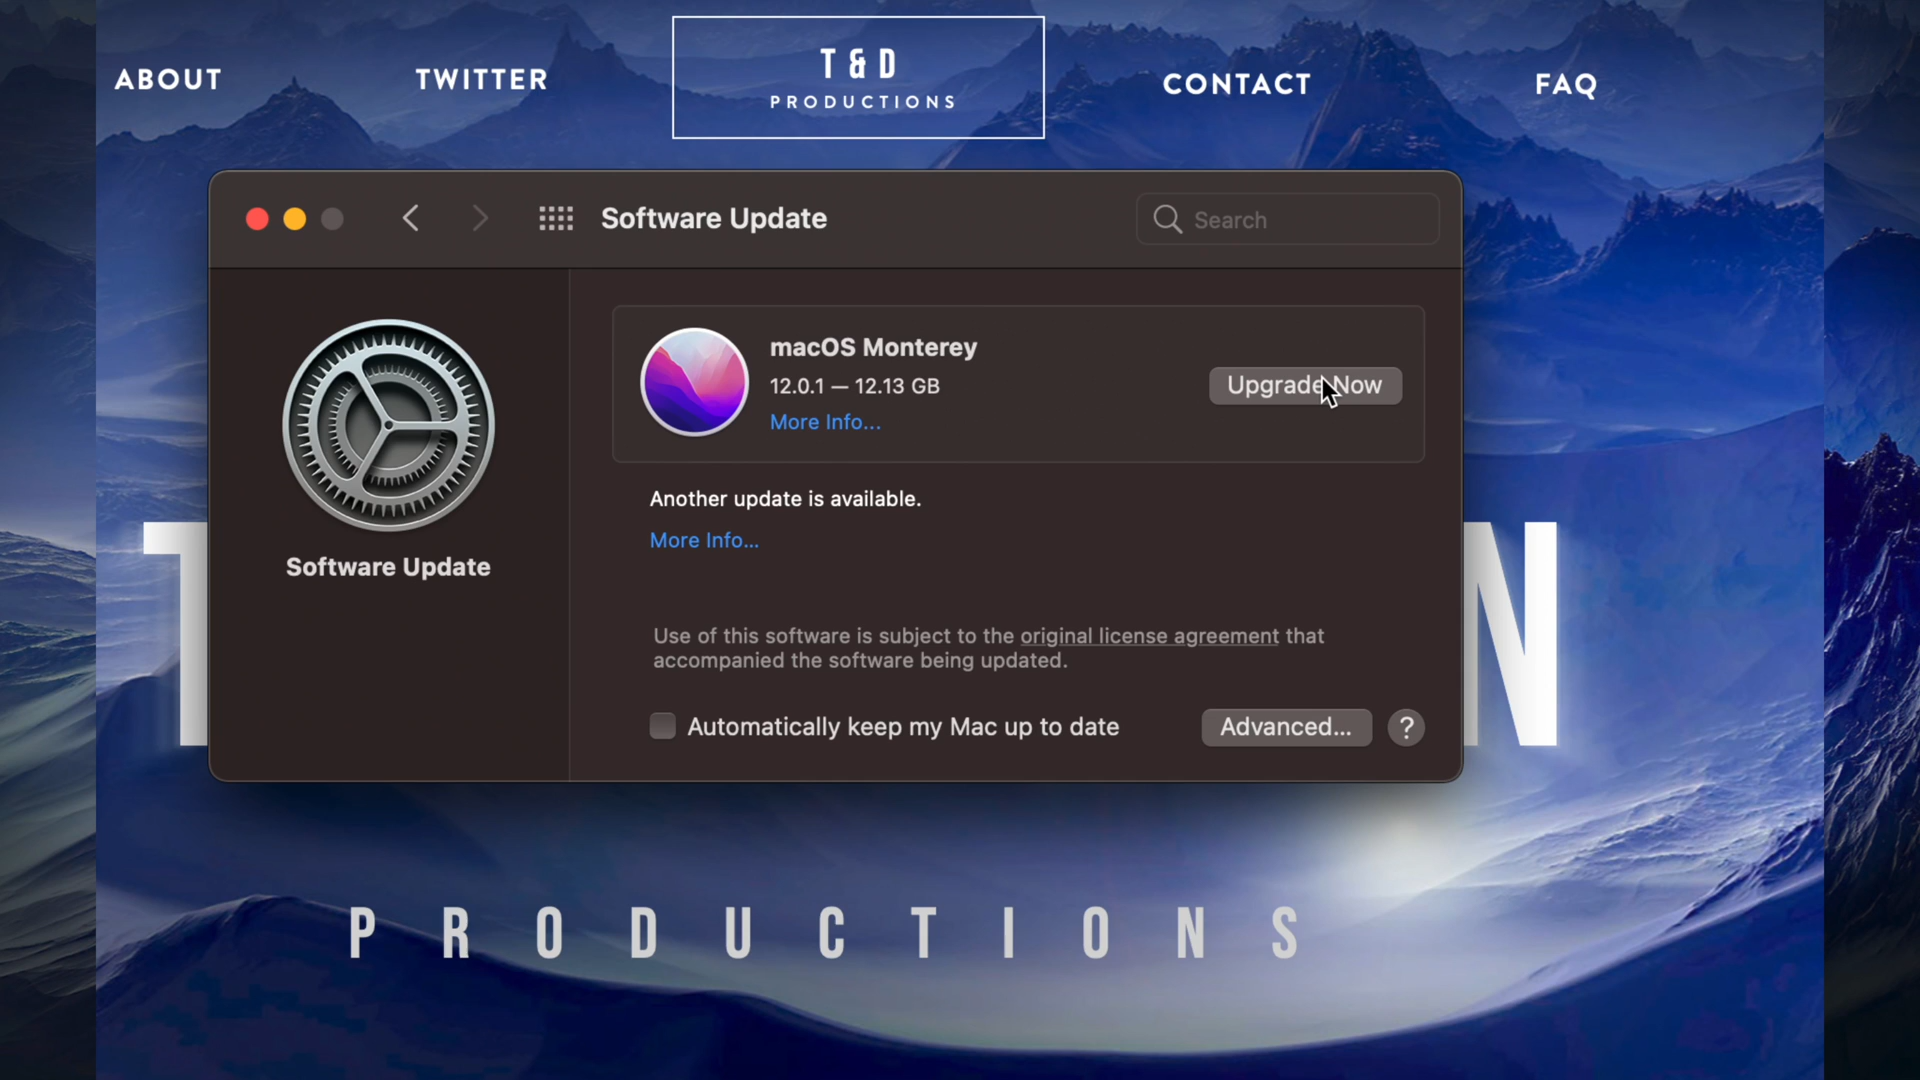 ABOUT
TWITTER
T & D
PRODUCTIONS
CONTACT
FAQ
Software Update
Search
macOS Monterey
12.0.1 — 12.13 GB
More Info...
Upgrade Now
Another update is available.
More Info...
Software Update
Use of this software is subject to the original license agreement that
accompanied the software being updated.
Automatically keep my Mac up to date
Advanced...
?
T
N
PRODUCTIONS